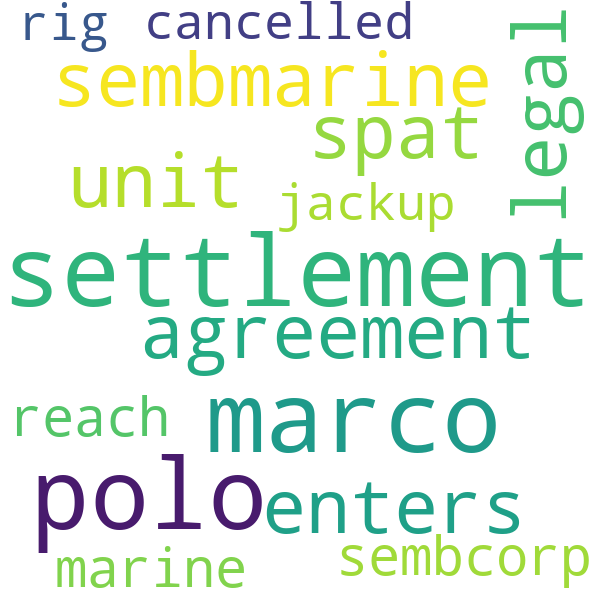 rig cancelled
sembmarine
legal
spat
unit
jackup
settlement
agreement
reach
marco
polo
enters
sembcorp
marine